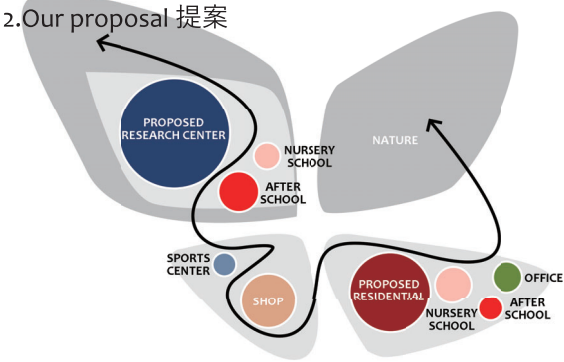 2.Our proposal 提案
PROPOSED
RESEARCH CENTER
NATURE
NURSERY
SCHOOL
AFTER
SCHOOL
SPORTS
CENTER
SHOP
PROPOSED
RESIDENTIAL
NURSERY
SCHOOL
OFFICE
AFTER
SCHOOL